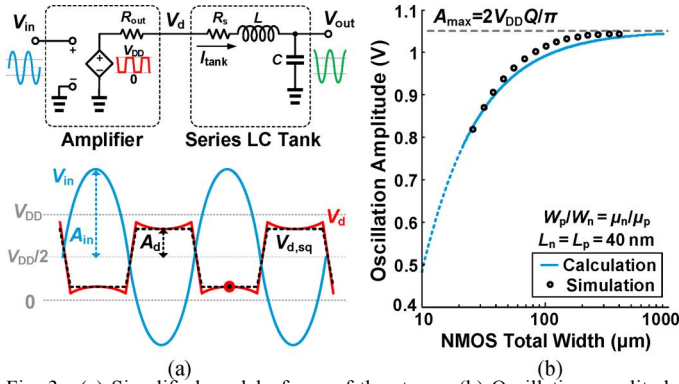 V_in
R_out
V_d
R_s
L
V_out
V_DD
0
I_tank
C
+
−
Amplifier
Series LC Tank
V_in
V_DD
A_in
A_d
V_d
V_d,sq
V_DD/2
0
(a)
A_max=2V_DDQ/π
Oscillation Amplitude (V)
1.1
1
0.9
0.8
0.7
0.6
0.5
0.4
W_p/W_n = μ_n/μ_p
L_n = L_p = 40 nm
Calculation
Simulation
10
100
1000
NMOS Total Width (μm)
(b)